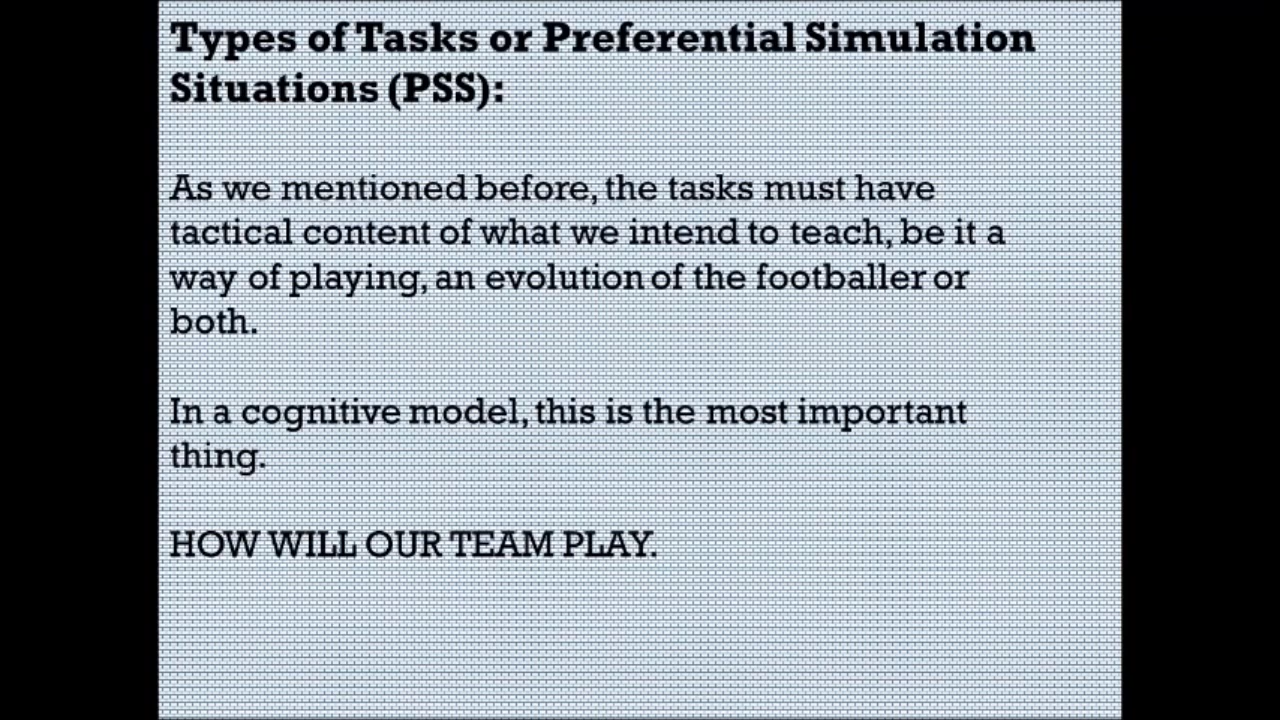 Types of Tasks or Preferential Simulation
Situations (PSS):
As we mentioned before, the tasks must have
tactical content of what we intend to teach, be it a
way of playing, an evolution of the footballer or
both.
In a cognitive model, this is the most important
thing.
HOW WILL OUR TEAM PLAY.